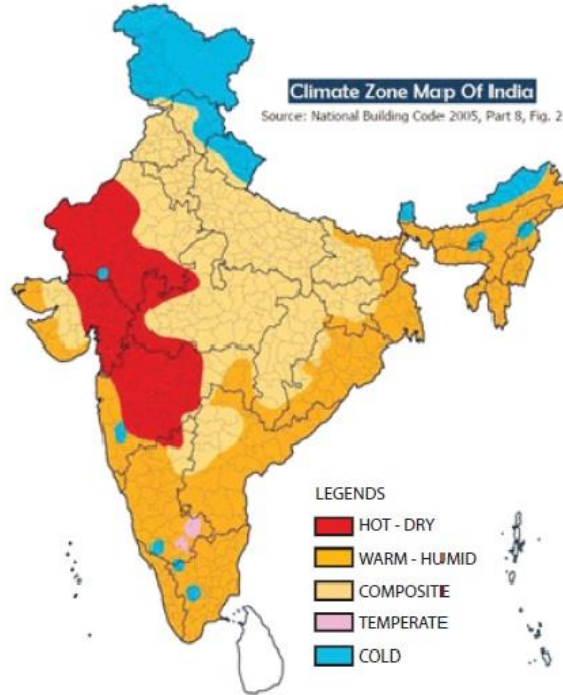 Climate Zone Map Of India
Source: National Building Code 2005, Part 8, Fig. 2
LEGENDS
HOT - DRY
WARM - HUMID
COMPOSITE
TEMPERATE
COLD